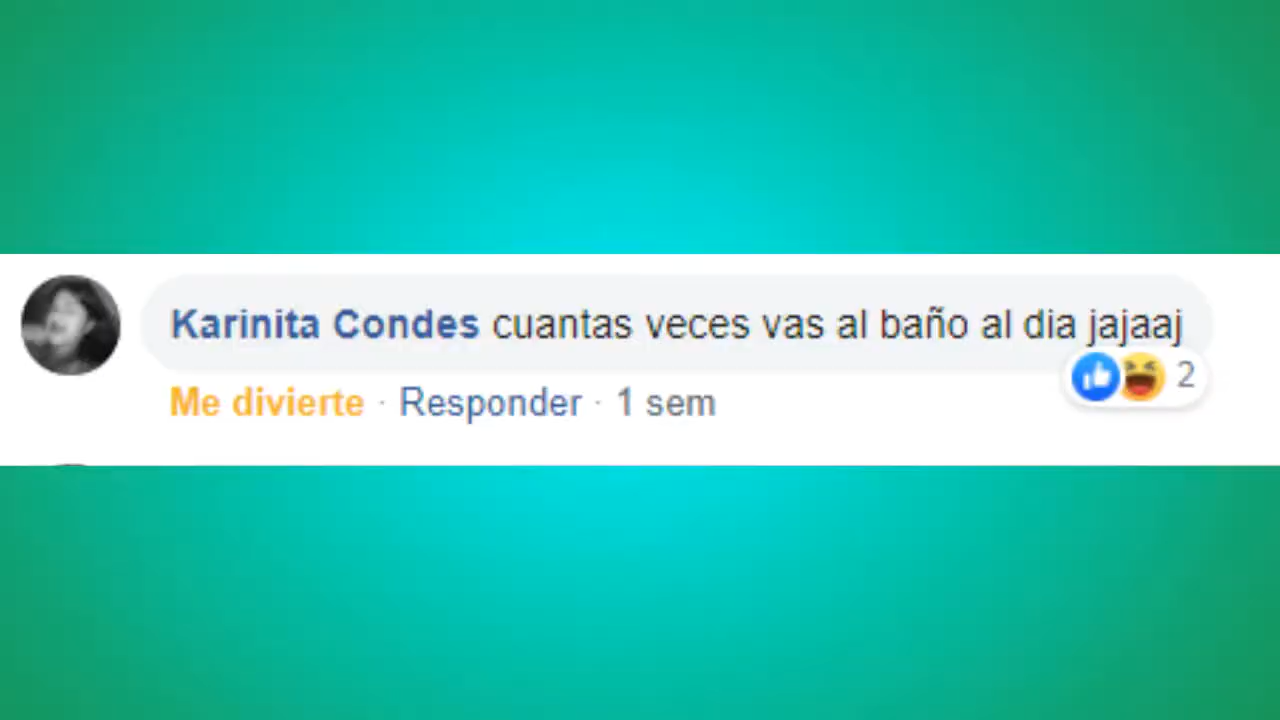 Karinita Condes cuantas veces vas al baño al dia jajaaj
2
Me divierte · Responder · 1 sem